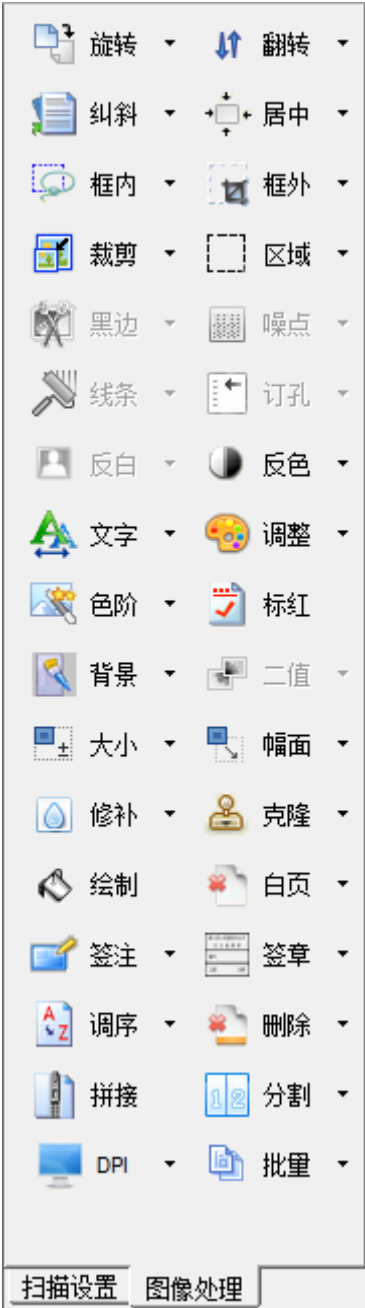 旋转 翻转
纠斜 居中
框内 框外
裁剪 区域
黑边 噪点
线条 订孔
反白 反色
文字 调整
色阶 标红
背景 二值
大小 幅面
修补 克隆
绘制 白页
签注 签章
调序 删除
拼接 分割
DPI 批量
扫描设置 图像处理